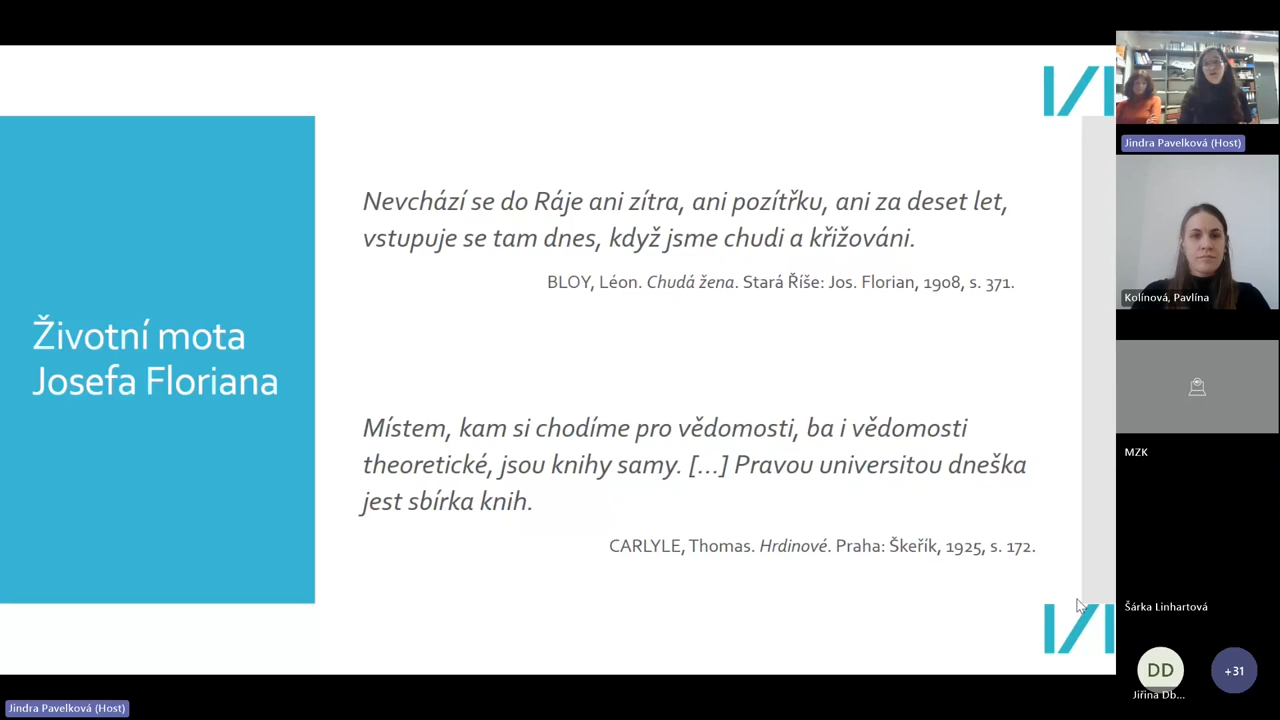 Životní mota
Josefa Floriana
Nevchází se do Ráje ani zítra, ani pozítřku, ani za deset let,
vstupuje se tam dnes, když jsme chudi a křižováni.
BLOY, Léon. Chudá žena. Stará Říše: Jos. Florian, 1908, s. 371.
Místem, kam si chodíme pro vědomosti, ba i vědomosti
theoretické, jsou knihy samy. [...] Pravou universitou dneška
jest sbírka knih.
CARLYLE, Thomas. Hrdinové. Praha: Škeřík, 1925, s. 172.
Jindra Pavelková (Host)
Kolínová, Pavlína
MZK
Šárka Linhartová
DD
Jiřina Db...
+31
Jindra Pavelková (Host)